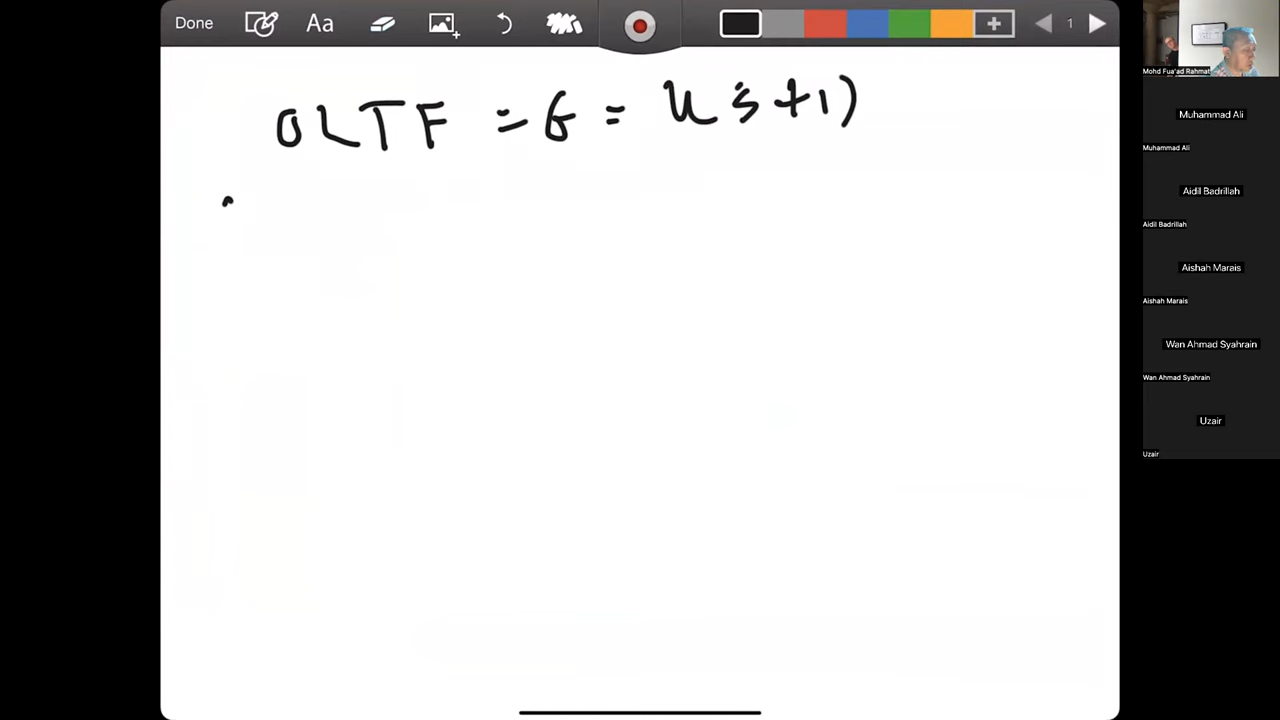 Done Aa 1
OLTF = G = K(s+1)
Mohd Fua'ad Rahmat
Muhammad Ali
Muhammad Ali
Aidil Badrillah
Aidil Badrillah
Aishah Marais
Aishah Marais
Wan Ahmad Syahrain
Wan Ahmad Syahrain
Uzair
Uzair